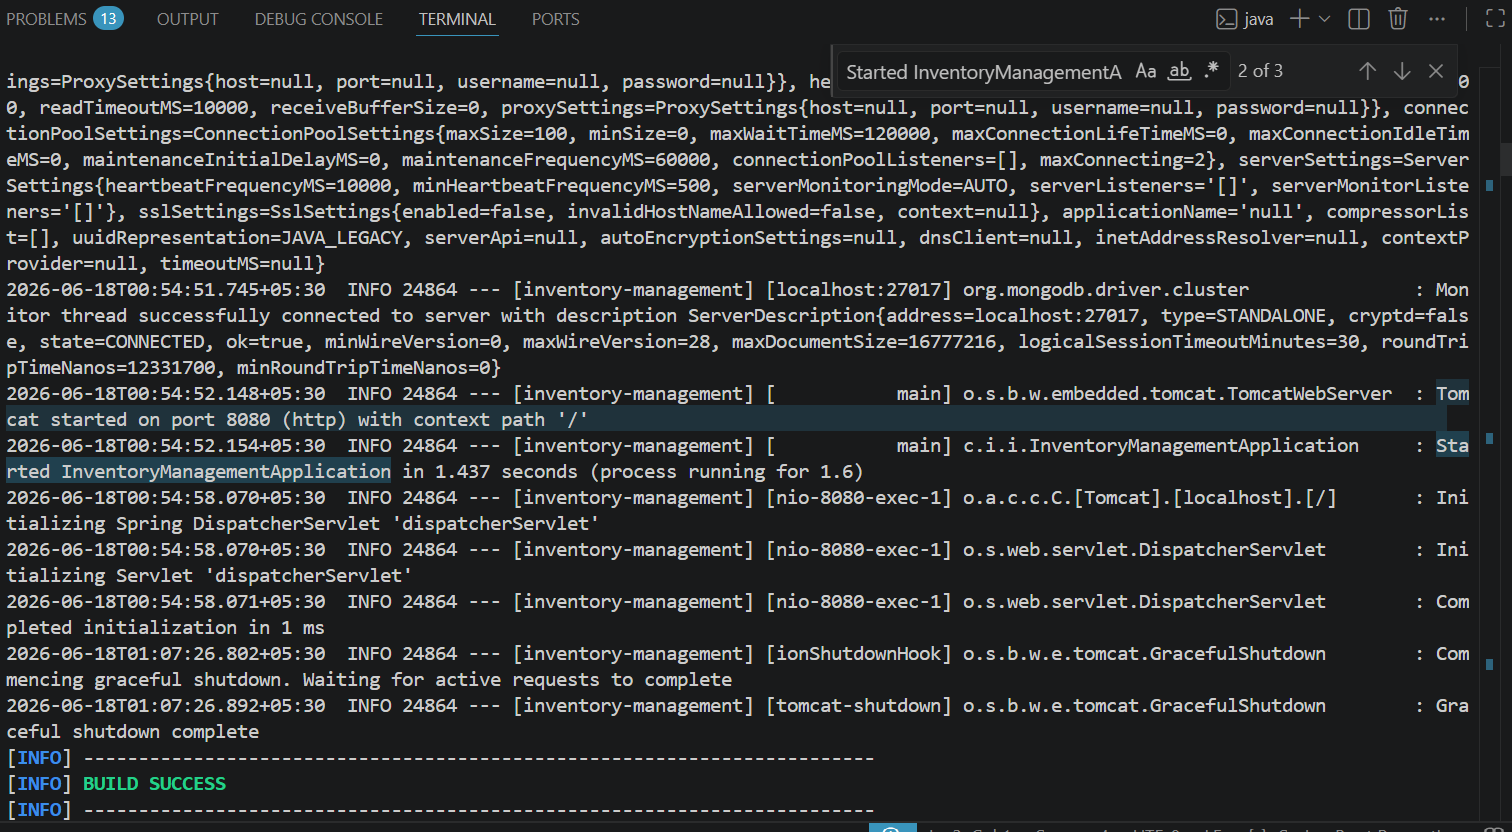 PROBLEMS 13 OUTPUT DEBUG CONSOLE TERMINAL PORTS java
Started InventoryManagementA Aa ab .* 2 of 3
ings=ProxySettings{host=null, port=null, username=null, password=null}}, he 0
0, readTimeoutMS=10000, receiveBufferSize=0, proxySettings=ProxySettings{host=null, port=null, username=null, password=null}}, connec
tionPoolSettings=ConnectionPoolSettings{maxSize=100, minSize=0, maxWaitTimeMS=120000, maxConnectionLifeTimeMS=0, maxConnectionIdleTim
eMS=0, maintenanceInitialDelayMS=0, maintenanceFrequencyMS=60000, connectionPoolListeners=[], maxConnecting=2}, serverSettings=Server
Settings{heartbeatFrequencyMS=10000, minHeartbeatFrequencyMS=500, serverMonitoringMode=AUTO, serverListeners='[]', serverMonitorListe
ners='[]'}, sslSettings=SslSettings{enabled=false, invalidHostNameAllowed=false, context=null}, applicationName='null', compressorLis
t=[], uuidRepresentation=JAVA_LEGACY, serverApi=null, autoEncryptionSettings=null, dnsClient=null, inetAddressResolver=null, contextP
rovider=null, timeoutMS=null}
2026-06-18T00:54:51.745+05:30  INFO 24864 --- [inventory-management] [localhost:27017] org.mongodb.driver.cluster               : Mon
itor thread successfully connected to server with description ServerDescription{address=localhost:27017, type=STANDALONE, cryptd=fals
e, state=CONNECTED, ok=true, minWireVersion=0, maxWireVersion=28, maxDocumentSize=16777216, logicalSessionTimeoutMinutes=30, roundTri
pTimeNanos=12331700, minRoundTripTimeNanos=0}
2026-06-18T00:54:52.148+05:30  INFO 24864 --- [inventory-management] [           main] o.s.b.w.embedded.tomcat.TomcatWebServer  : Tom
cat started on port 8080 (http) with context path '/'
2026-06-18T00:54:52.154+05:30  INFO 24864 --- [inventory-management] [           main] c.i.i.InventoryManagementApplication     : Sta
rted InventoryManagementApplication in 1.437 seconds (process running for 1.6)
2026-06-18T00:54:58.070+05:30  INFO 24864 --- [inventory-management] [nio-8080-exec-1] o.a.c.c.C.[Tomcat].[localhost].[/]       : Ini
tializing Spring DispatcherServlet 'dispatcherServlet'
2026-06-18T00:54:58.070+05:30  INFO 24864 --- [inventory-management] [nio-8080-exec-1] o.s.web.servlet.DispatcherServlet        : Ini
tializing Servlet 'dispatcherServlet'
2026-06-18T00:54:58.071+05:30  INFO 24864 --- [inventory-management] [nio-8080-exec-1] o.s.web.servlet.DispatcherServlet        : Com
pleted initialization in 1 ms
2026-06-18T01:07:26.802+05:30  INFO 24864 --- [inventory-management] [ionShutdownHook] o.s.b.w.e.tomcat.GracefulShutdown        : Com
mencing graceful shutdown. Waiting for active requests to complete
2026-06-18T01:07:26.892+05:30  INFO 24864 --- [inventory-management] [tomcat-shutdown] o.s.b.w.e.tomcat.GracefulShutdown        : Gra
ceful shutdown complete
[INFO] ------------------------------------------------------------------------
[INFO] BUILD SUCCESS
[INFO] ------------------------------------------------------------------------